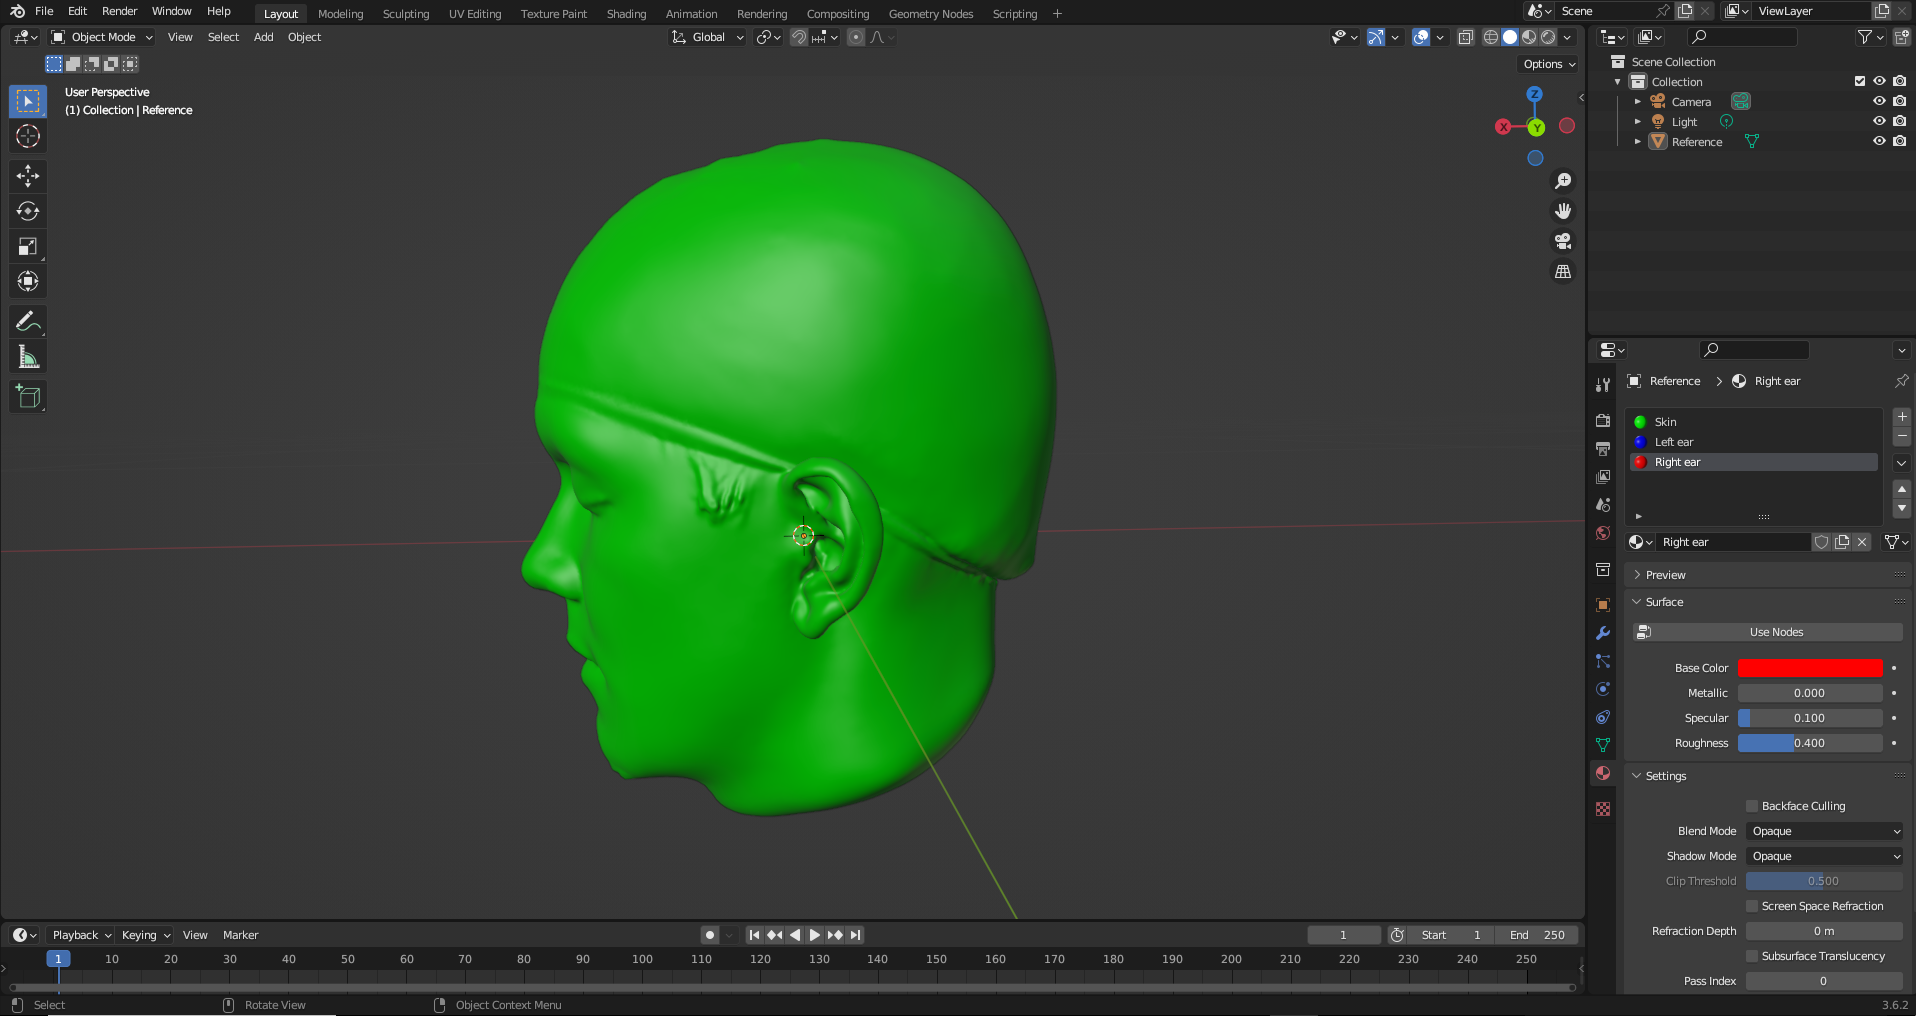 File Edit Render Window Help Layout Modeling Sculpting UV Editing Texture Paint Shading Animation Rendering Compositing Geometry Nodes Scripting + Scene ViewLayer
Object Mode View Select Add Object Global
Options
User Perspective
(1) Collection | Reference
Z
X
Y
Scene Collection
Collection
Camera
Light
Reference
Reference > Right ear
Skin
Left ear
Right ear
Right ear
Preview
Surface
Use Nodes
Base Color
Metallic 0.000
Specular 0.100
Roughness 0.400
Settings
Backface Culling
Blend Mode Opaque
Shadow Mode Opaque
Clip Threshold 0.500
Screen Space Refraction
Refraction Depth 0 m
Subsurface Translucency
Pass Index 0
Playback Keying View Marker 1 Start 1 End 250
1 10 20 30 40 50 60 70 80 90 100 110 120 130 140 150 160 170 180 190 200 210 220 230 240 250
Select Rotate View Object Context Menu 3.6.2